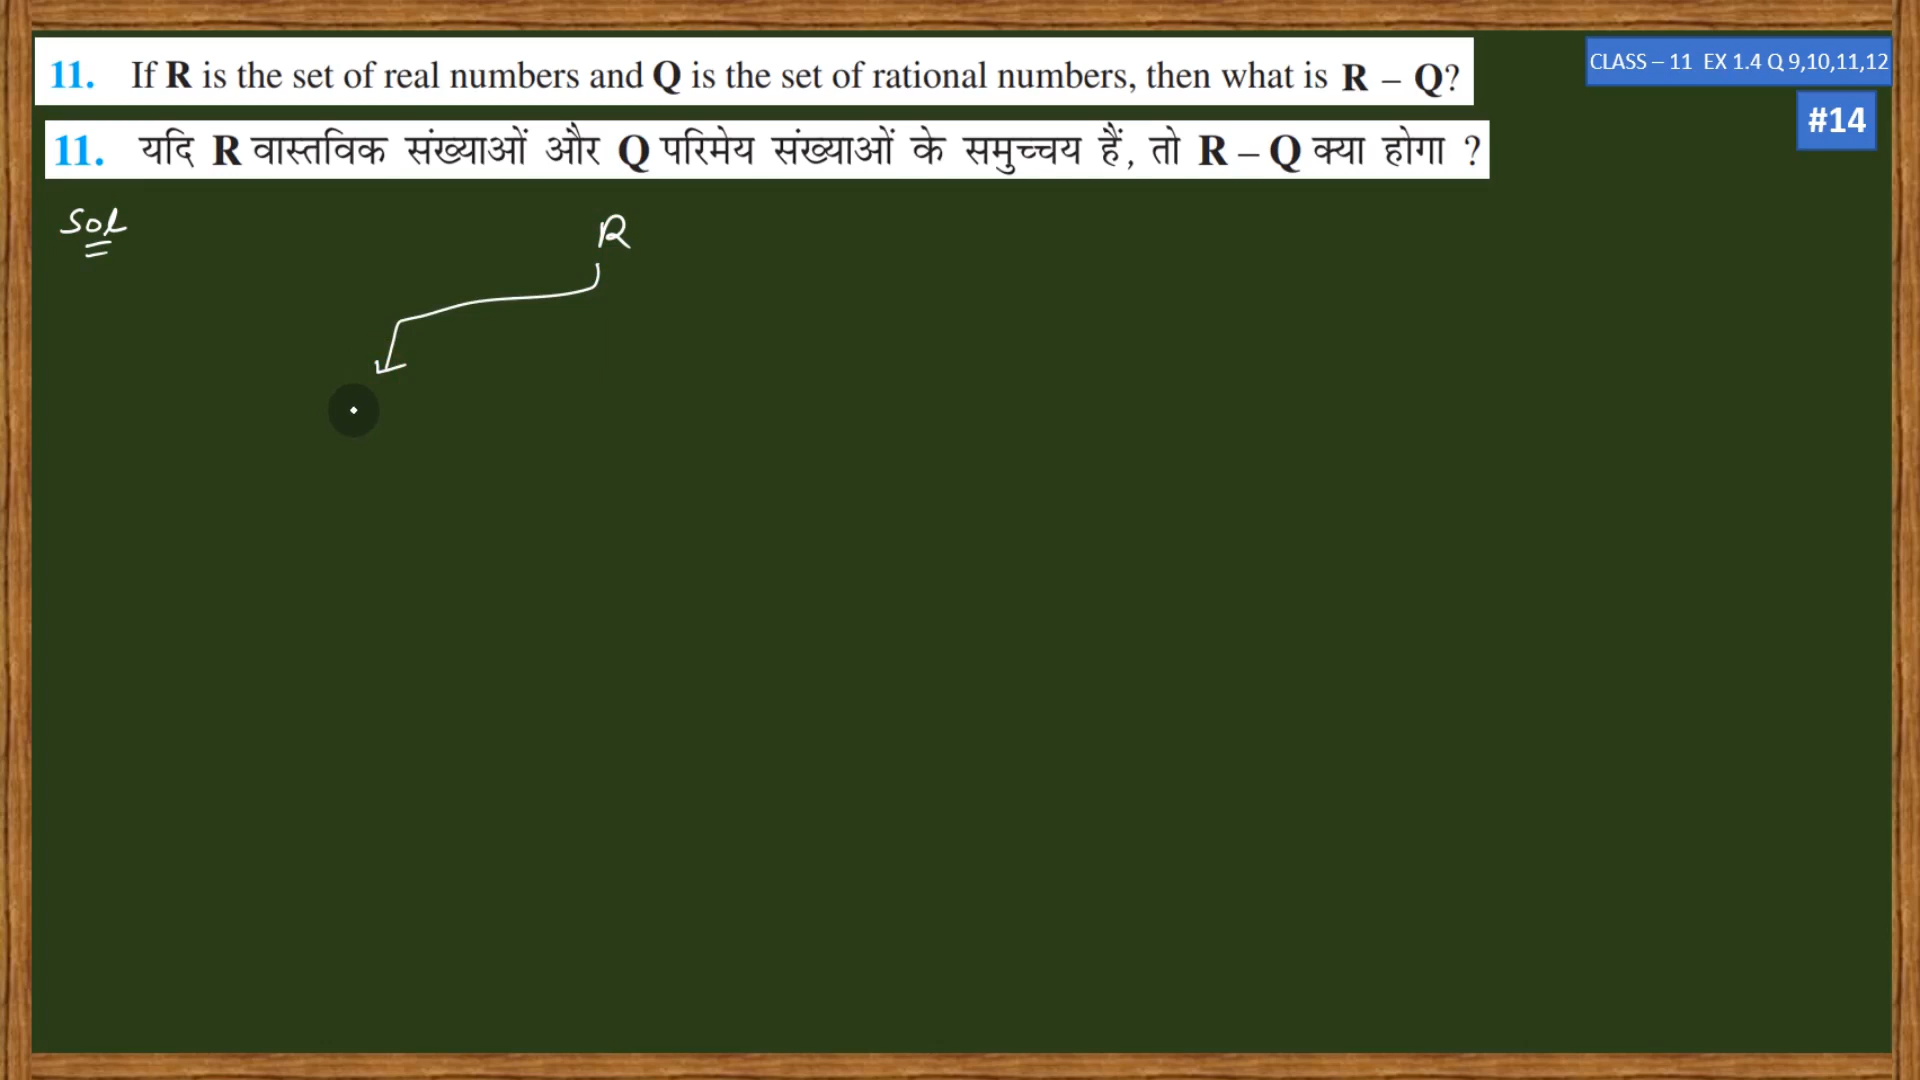 11. If R is the set of real numbers and Q is the set of rational numbers, then what is R – Q?
CLASS – 11 EX 1.4 Q 9,10,11,12
#14
11. यदि R वास्तविक संख्याओं और Q परिमेय संख्याओं के समुच्चय हैं, तो R – Q क्या होगा ?
Sol
R